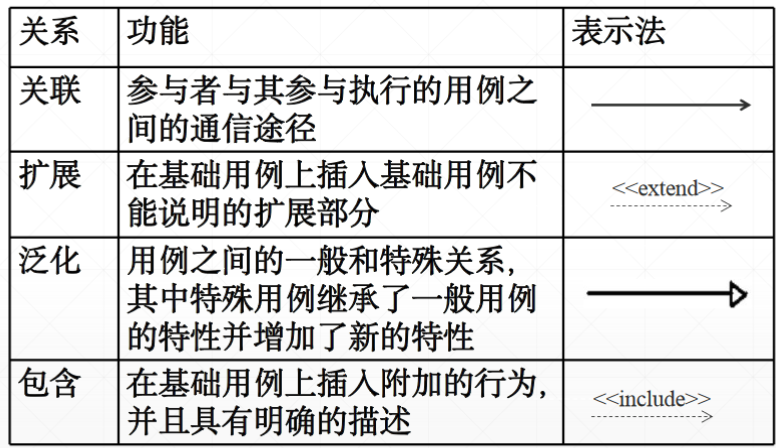 关系 功能 表示法
关联 参与者与其参与执行的用例之
间的通信途径
扩展 在基础用例上插入基础用例不
能说明的扩展部分
<<extend>>
泛化 用例之间的一般和特殊关系,
其中特殊用例继承了一般用例
的特性并增加了新的特性
包含 在基础用例上插入附加的行为,
并且具有明确的描述
<<include>>